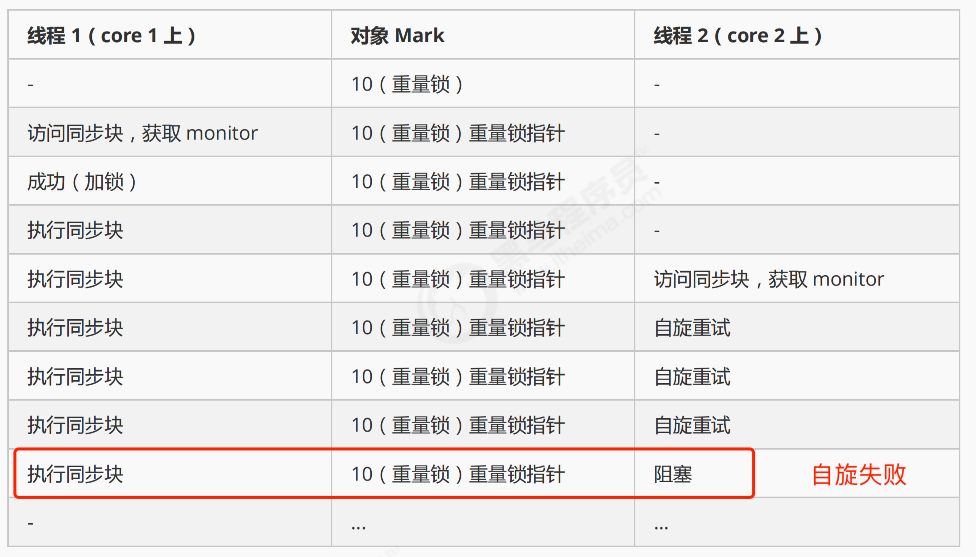 线程 1（core 1 上） 对象 Mark 线程 2（core 2 上）
- 10（重量锁） -
访问同步块，获取 monitor 10（重量锁）重量锁指针 -
成功（加锁） 10（重量锁）重量锁指针 -
执行同步块 10（重量锁）重量锁指针 -
执行同步块 10（重量锁）重量锁指针 访问同步块，获取 monitor
执行同步块 10（重量锁）重量锁指针 自旋重试
执行同步块 10（重量锁）重量锁指针 自旋重试
执行同步块 10（重量锁）重量锁指针 自旋重试
执行同步块 10（重量锁）重量锁指针 阻塞 自旋失败
- ... ...
黑马程序员
itheima.com